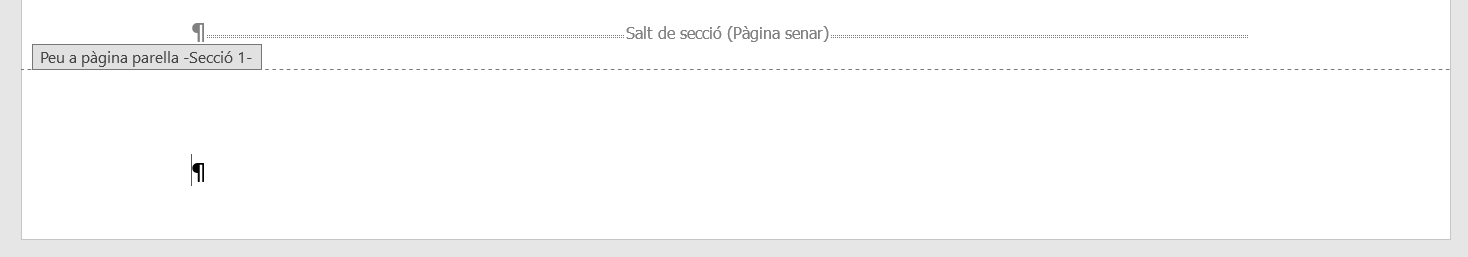 ¶ Salt de secció (Pàgina senar)
Peu a pàgina parella -Secció 1-
¶